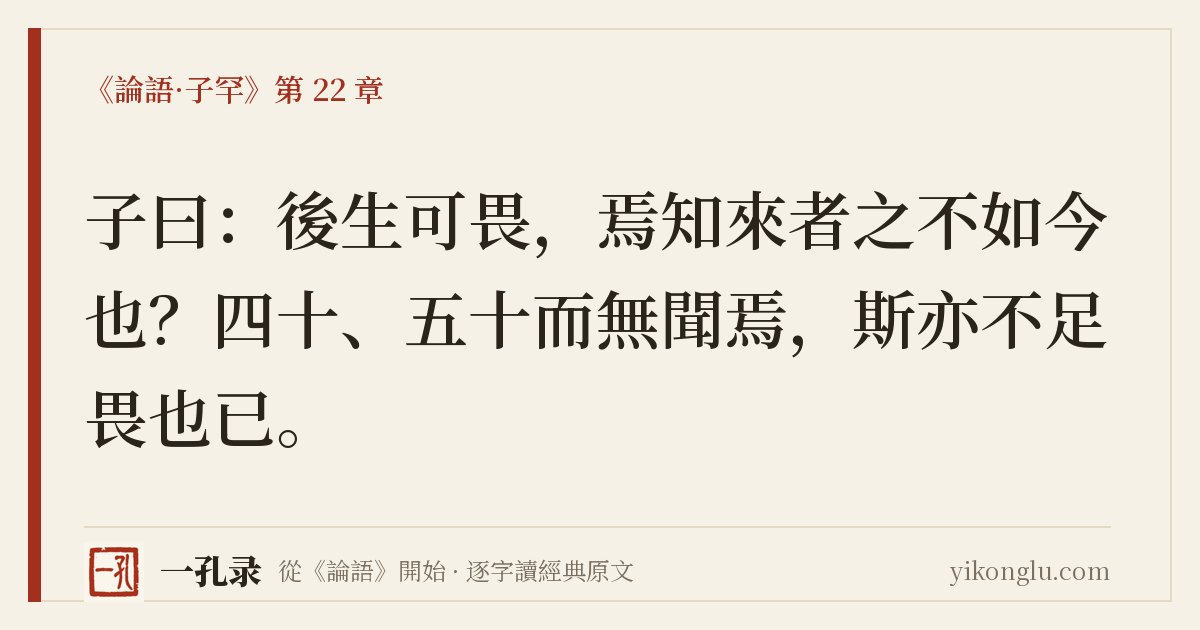 《論語·子罕》第 22 章
子曰：後生可畏，焉知來者之不如今
也？四十、五十而無聞焉，斯亦不足
畏也已。
一孔
一孔录 從《論語》開始 · 逐字讀經典原文 yikonglu.com